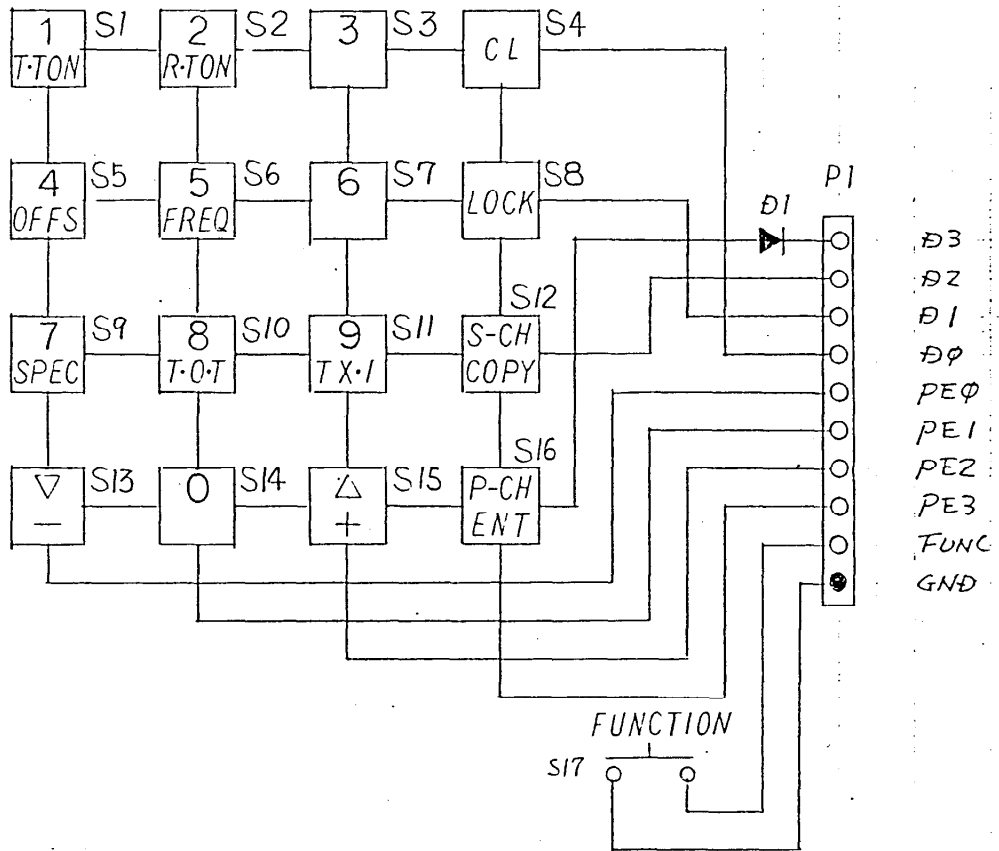 1 S1 2 S2 3 S3 CL S4
T·TON R·TON
4 S5 5 S6 6 S7 LOCK S8
OFFS FREQ
P1
D1
D3
D2
D1
DØ
PEØ
PE1
PE2
PE3
FUNC
GND
S12
7 S9 8 S10 9 S11 S-CH
SPEC T·O·T TX·1 COPY
S16
▽ S13 0 S14 △ S15 P-CH
− + ENT
FUNCTION
S17